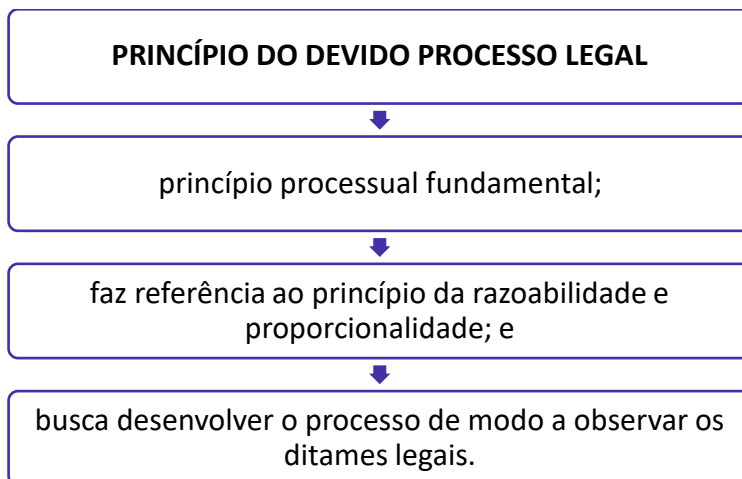 PRINCÍPIO DO DEVIDO PROCESSO LEGAL
princípio processual fundamental;
faz referência ao princípio da razoabilidade e
proporcionalidade; e
busca desenvolver o processo de modo a observar os
ditames legais.